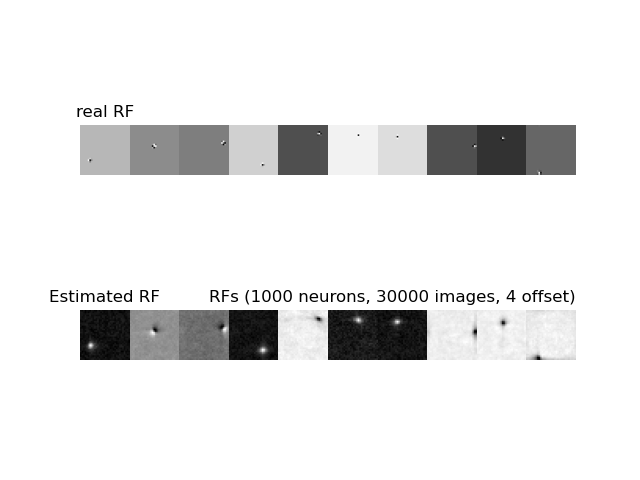 real RF
Estimated RF
RFs (1000 neurons, 30000 images, 4 offset)